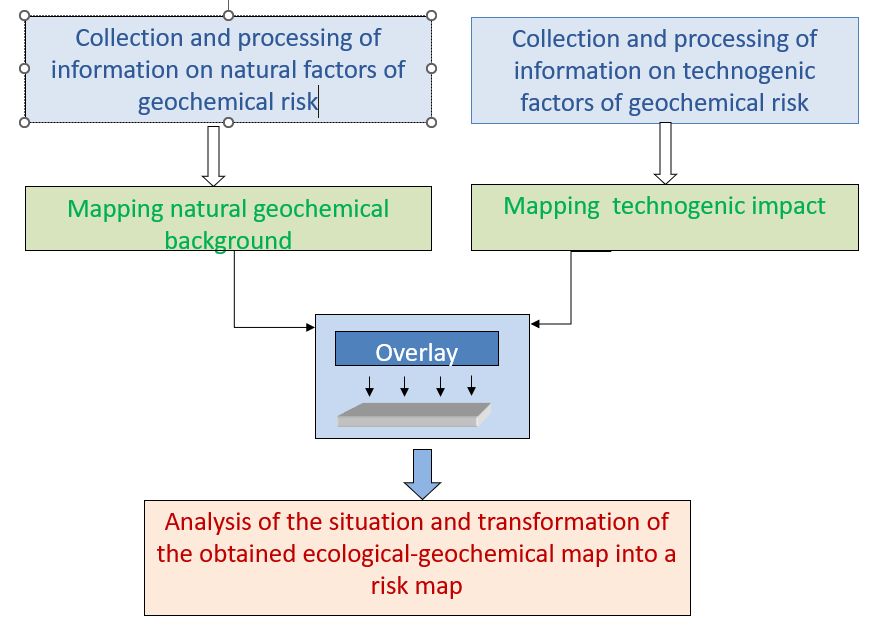 Collection and processing of
information on natural factors of
geochemical risk
Collection and processing of
information on technogenic
factors of geochemical risk
Mapping natural geochemical
background
Mapping  technogenic impact
Overlay
Analysis of the situation and transformation of
the obtained ecological-geochemical map into a
risk map